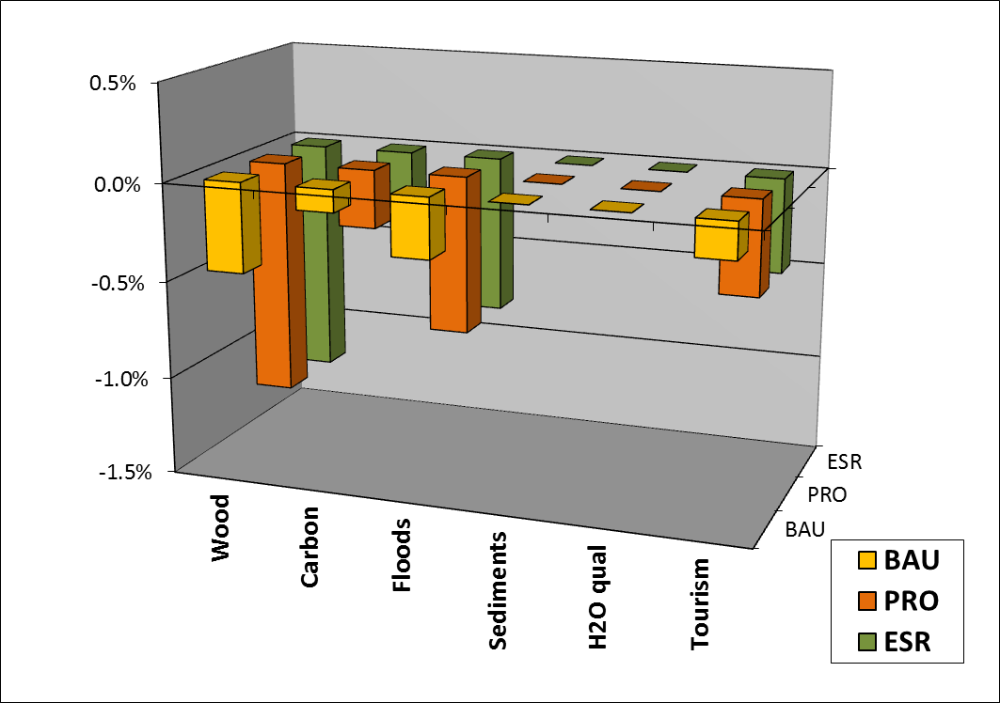 0.5%
0.0%
-0.5%
-1.0%
-1.5%
Wood
Carbon
Floods
Sediments
H2O qual
Tourism
ESR
PRO
BAU
BAU
PRO
ESR